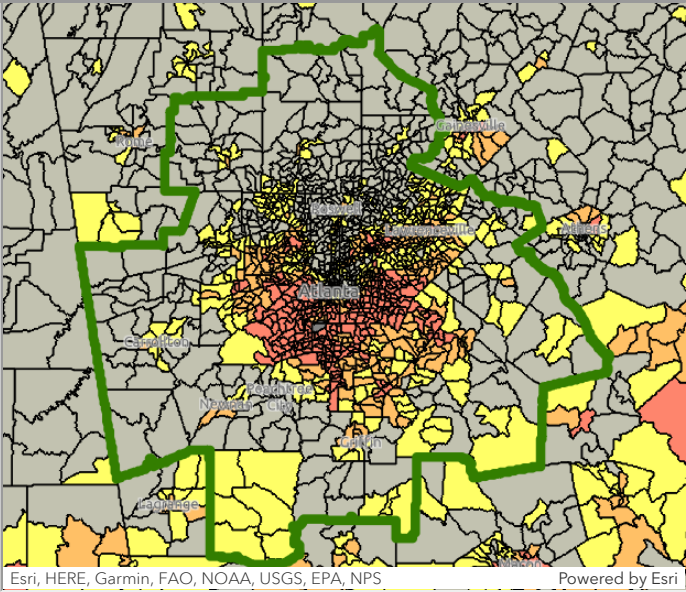 Rome
Gainesville
Roswell
Lawrenceville
Athens
Atlanta
Carrollton
Peachtree
City
Newnan
Griffin
Lagrange
Macon
Esri, HERE, Garmin, FAO, NOAA, USGS, EPA, NPS
Powered by Esri